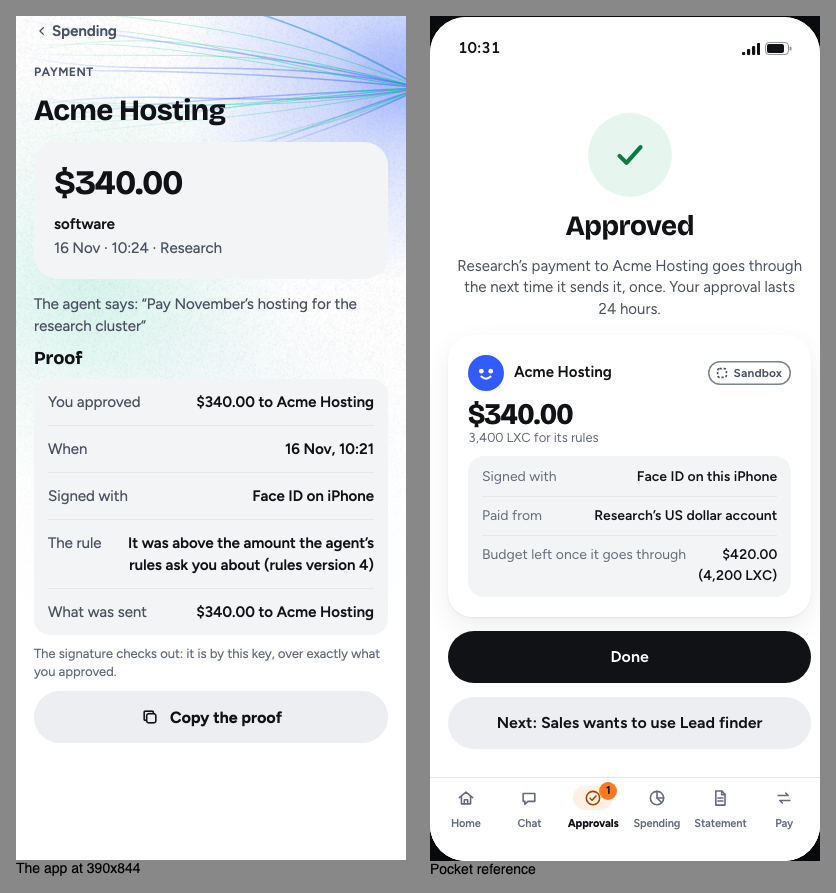 Spending
PAYMENT
Acme Hosting
$340.00
software
16 Nov · 10:24 · Research
The agent says: “Pay November’s hosting for the
research cluster”
Proof
You approved $340.00 to Acme Hosting
When 16 Nov, 10:21
Signed with Face ID on iPhone
The rule It was above the amount the agent’s
rules ask you about (rules version 4)
What was sent $340.00 to Acme Hosting
The signature checks out: it is by this key, over exactly what
you approved.
Copy the proof
The app at 390x844
10:31
Approved
Research’s payment to Acme Hosting goes through
the next time it sends it, once. Your approval lasts
24 hours.
Acme Hosting Sandbox
$340.00
3,400 LXC for its rules
Signed with Face ID on this iPhone
Paid from Research’s US dollar account
Budget left once it goes through $420.00
(4,200 LXC)
Done
Next: Sales wants to use Lead finder
1
Home Chat Approvals Spending Statement Pay
Pocket reference